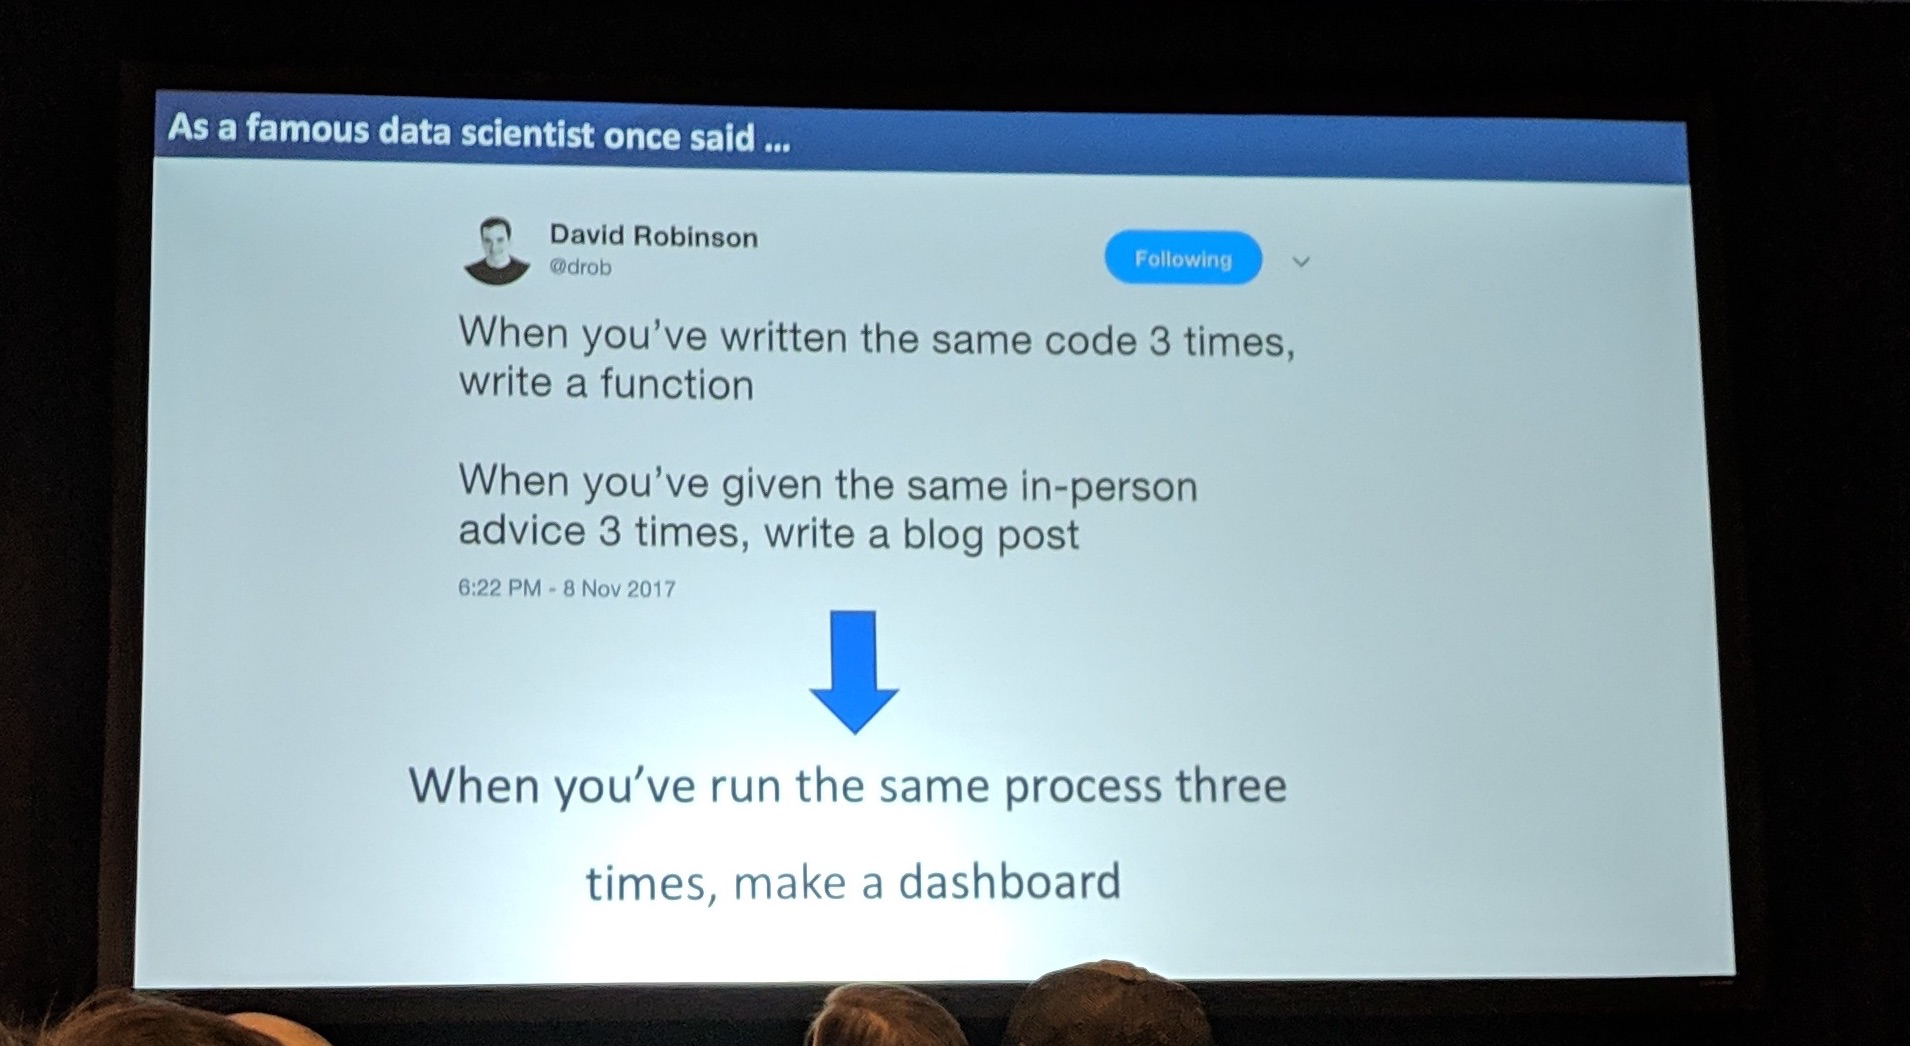 As a famous data scientist once said ...
David Robinson
@drob
Following
When you've written the same code 3 times,
write a function
When you've given the same in-person
advice 3 times, write a blog post
6:22 PM - 8 Nov 2017
When you've run the same process three
times, make a dashboard